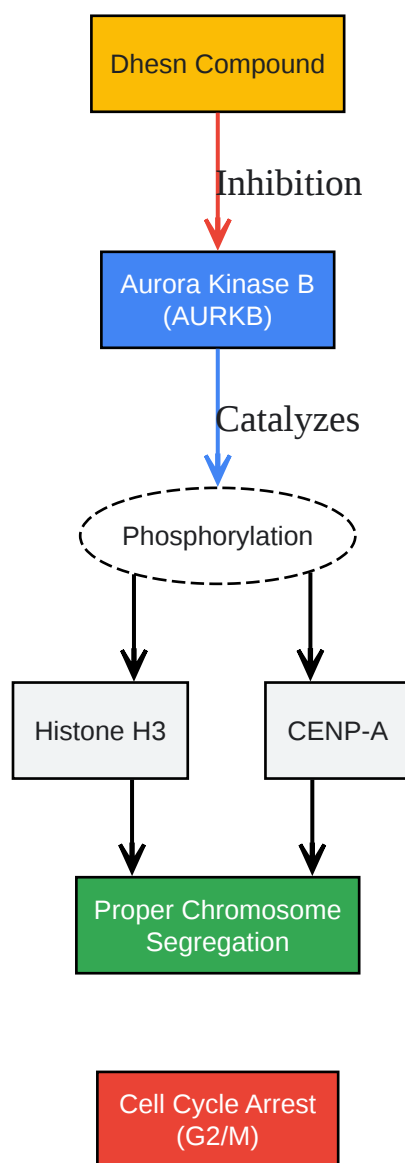 Dhesn Compound
Inhibition
Aurora Kinase B
(AURKB)
Catalyzes
Phosphorylation
Histone H3
CENP-A
Proper Chromosome
Segregation
Cell Cycle Arrest
(G2/M)